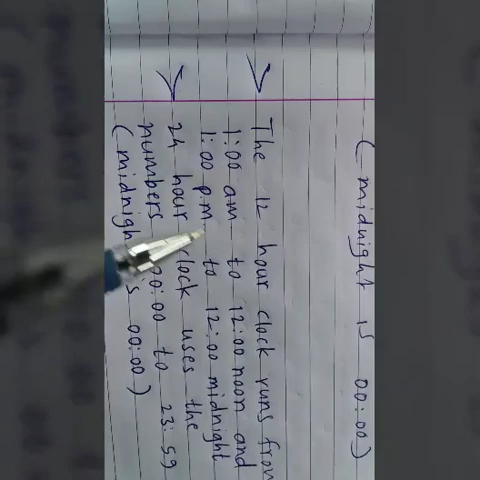 (midnight is 00:00)
The 12 hour clock runs from
1:00 am to 12:00 noon and
1:00 p.m to 12:00 midnight
24 hour clock uses the
numbers 00:00 to 23:59
(midnigh is 00:00)